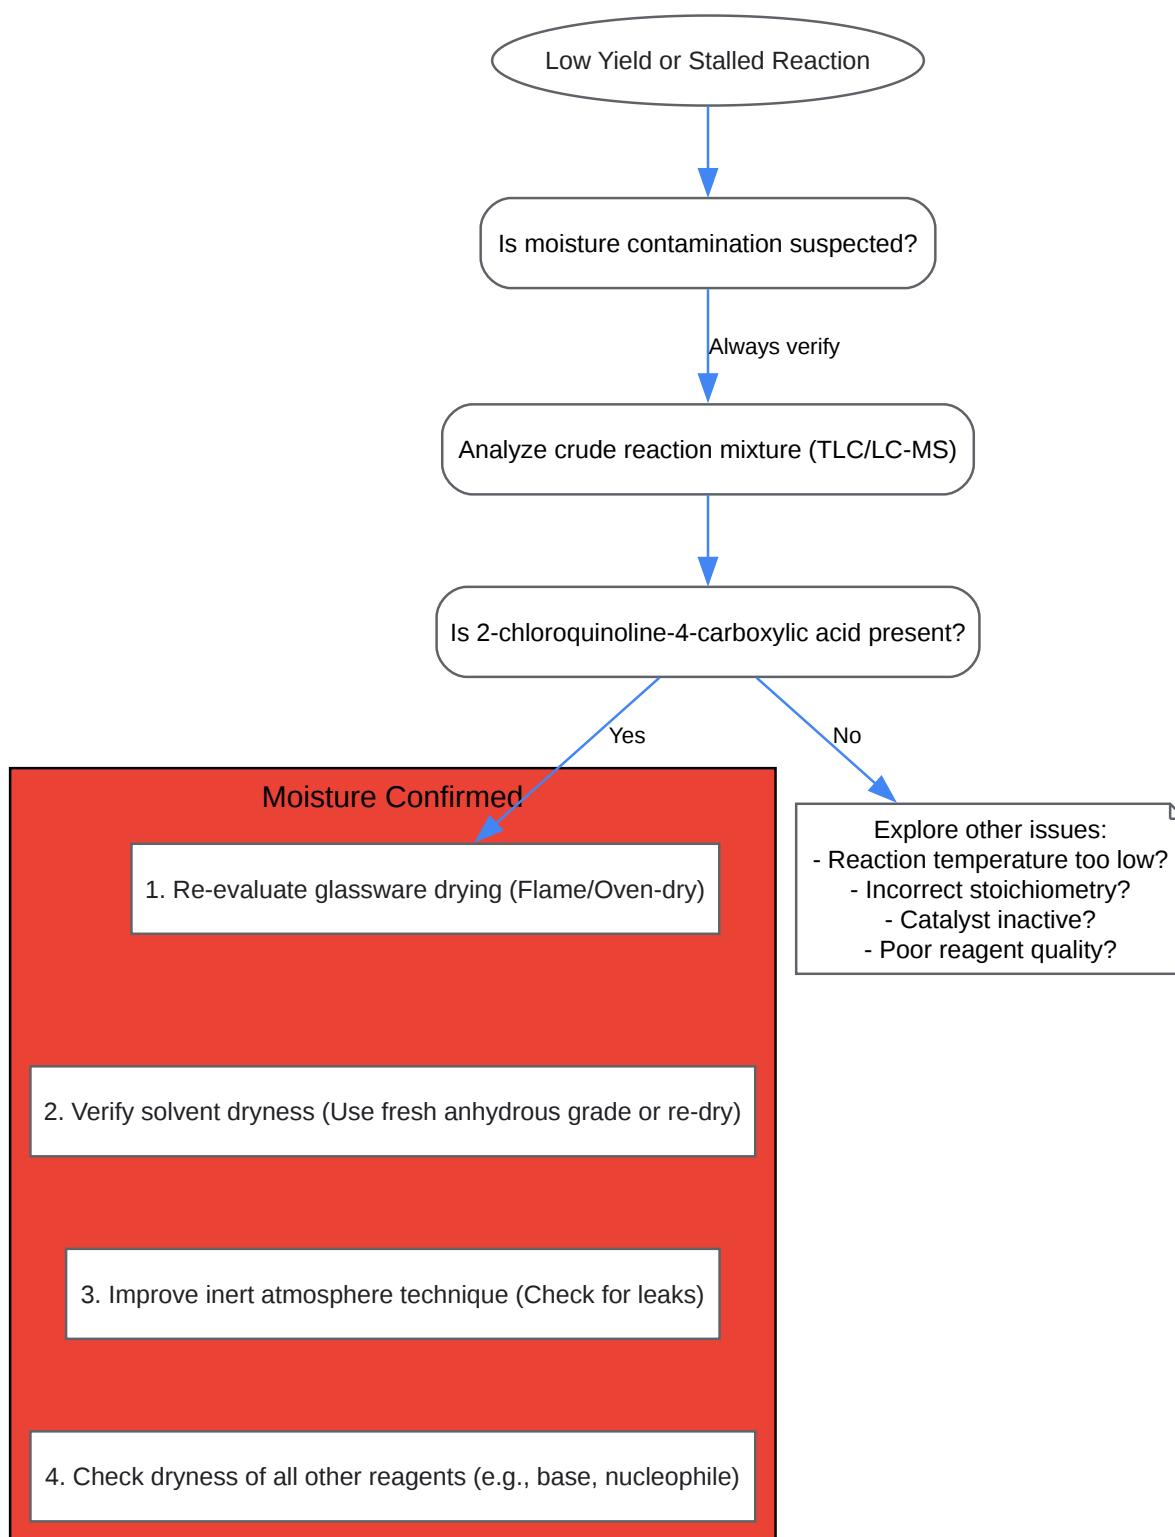 Low Yield or Stalled Reaction
Is moisture contamination suspected?
Always verify
Analyze crude reaction mixture (TLC/LC-MS)
Is 2-chloroquinoline-4-carboxylic acid present?
Yes
No
Moisture Confirmed
1. Re-evaluate glassware drying (Flame/Oven-dry)
Explore other issues:
- Reaction temperature too low?
- Incorrect stoichiometry?
- Catalyst inactive?
- Poor reagent quality?
2. Verify solvent dryness (Use fresh anhydrous grade or re-dry)
3. Improve inert atmosphere technique (Check for leaks)
4. Check dryness of all other reagents (e.g., base, nucleophile)